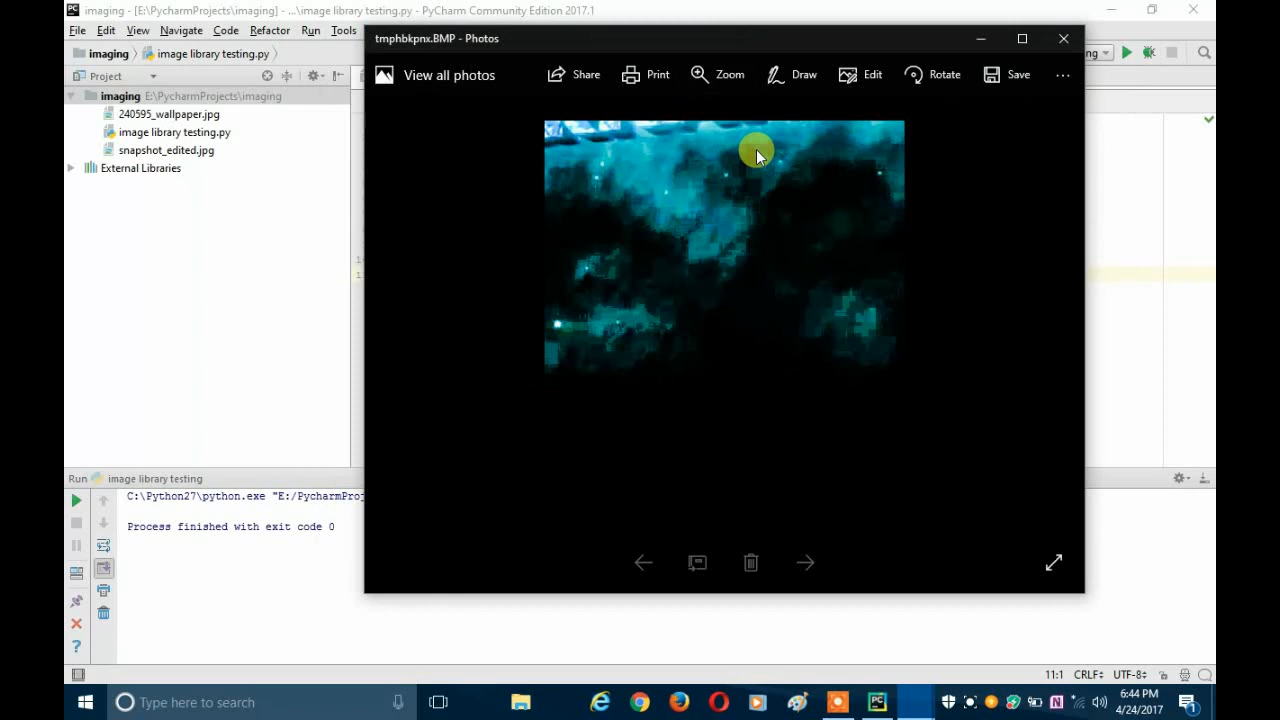 imaging - [E:\PycharmProjects\imaging] - ...\image library testing.py - PyCharm Community Edition 2017.1
File Edit View Navigate Code Refactor Run Tools
imaging image library testing.py
Project
imaging E:\PycharmProjects\imaging
240595_wallpaper.jpg
image library testing.py
snapshot_edited.jpg
External Libraries
tmphbkpnx.BMP - Photos
View all photos Share Print Zoom Draw Edit Rotate Save
Run image library testing
C:\Python27\python.exe "E:/PycharmProj
Process finished with exit code 0
11:1 CRLF UTF-8
Type here to search
6:44 PM
4/24/2017